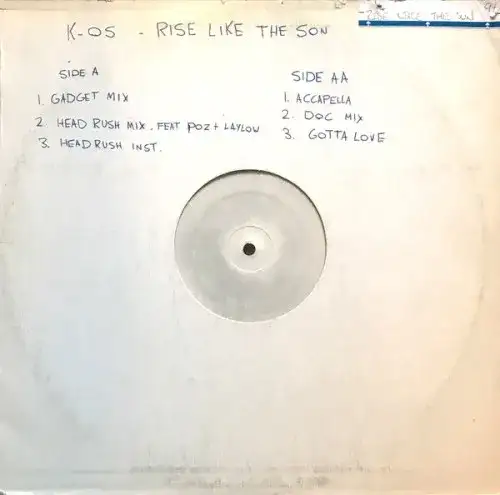 K-OS - RISE LIKE THE SON
SIDE A
1. GADGET MIX
2 HEAD RUSH MIX. FEAT POZ + LAYLOW
3. HEADRUSH INST.
SIDE AA
1. ACCAPELLA
2. DOC MIX
3. GOTTA LOVE